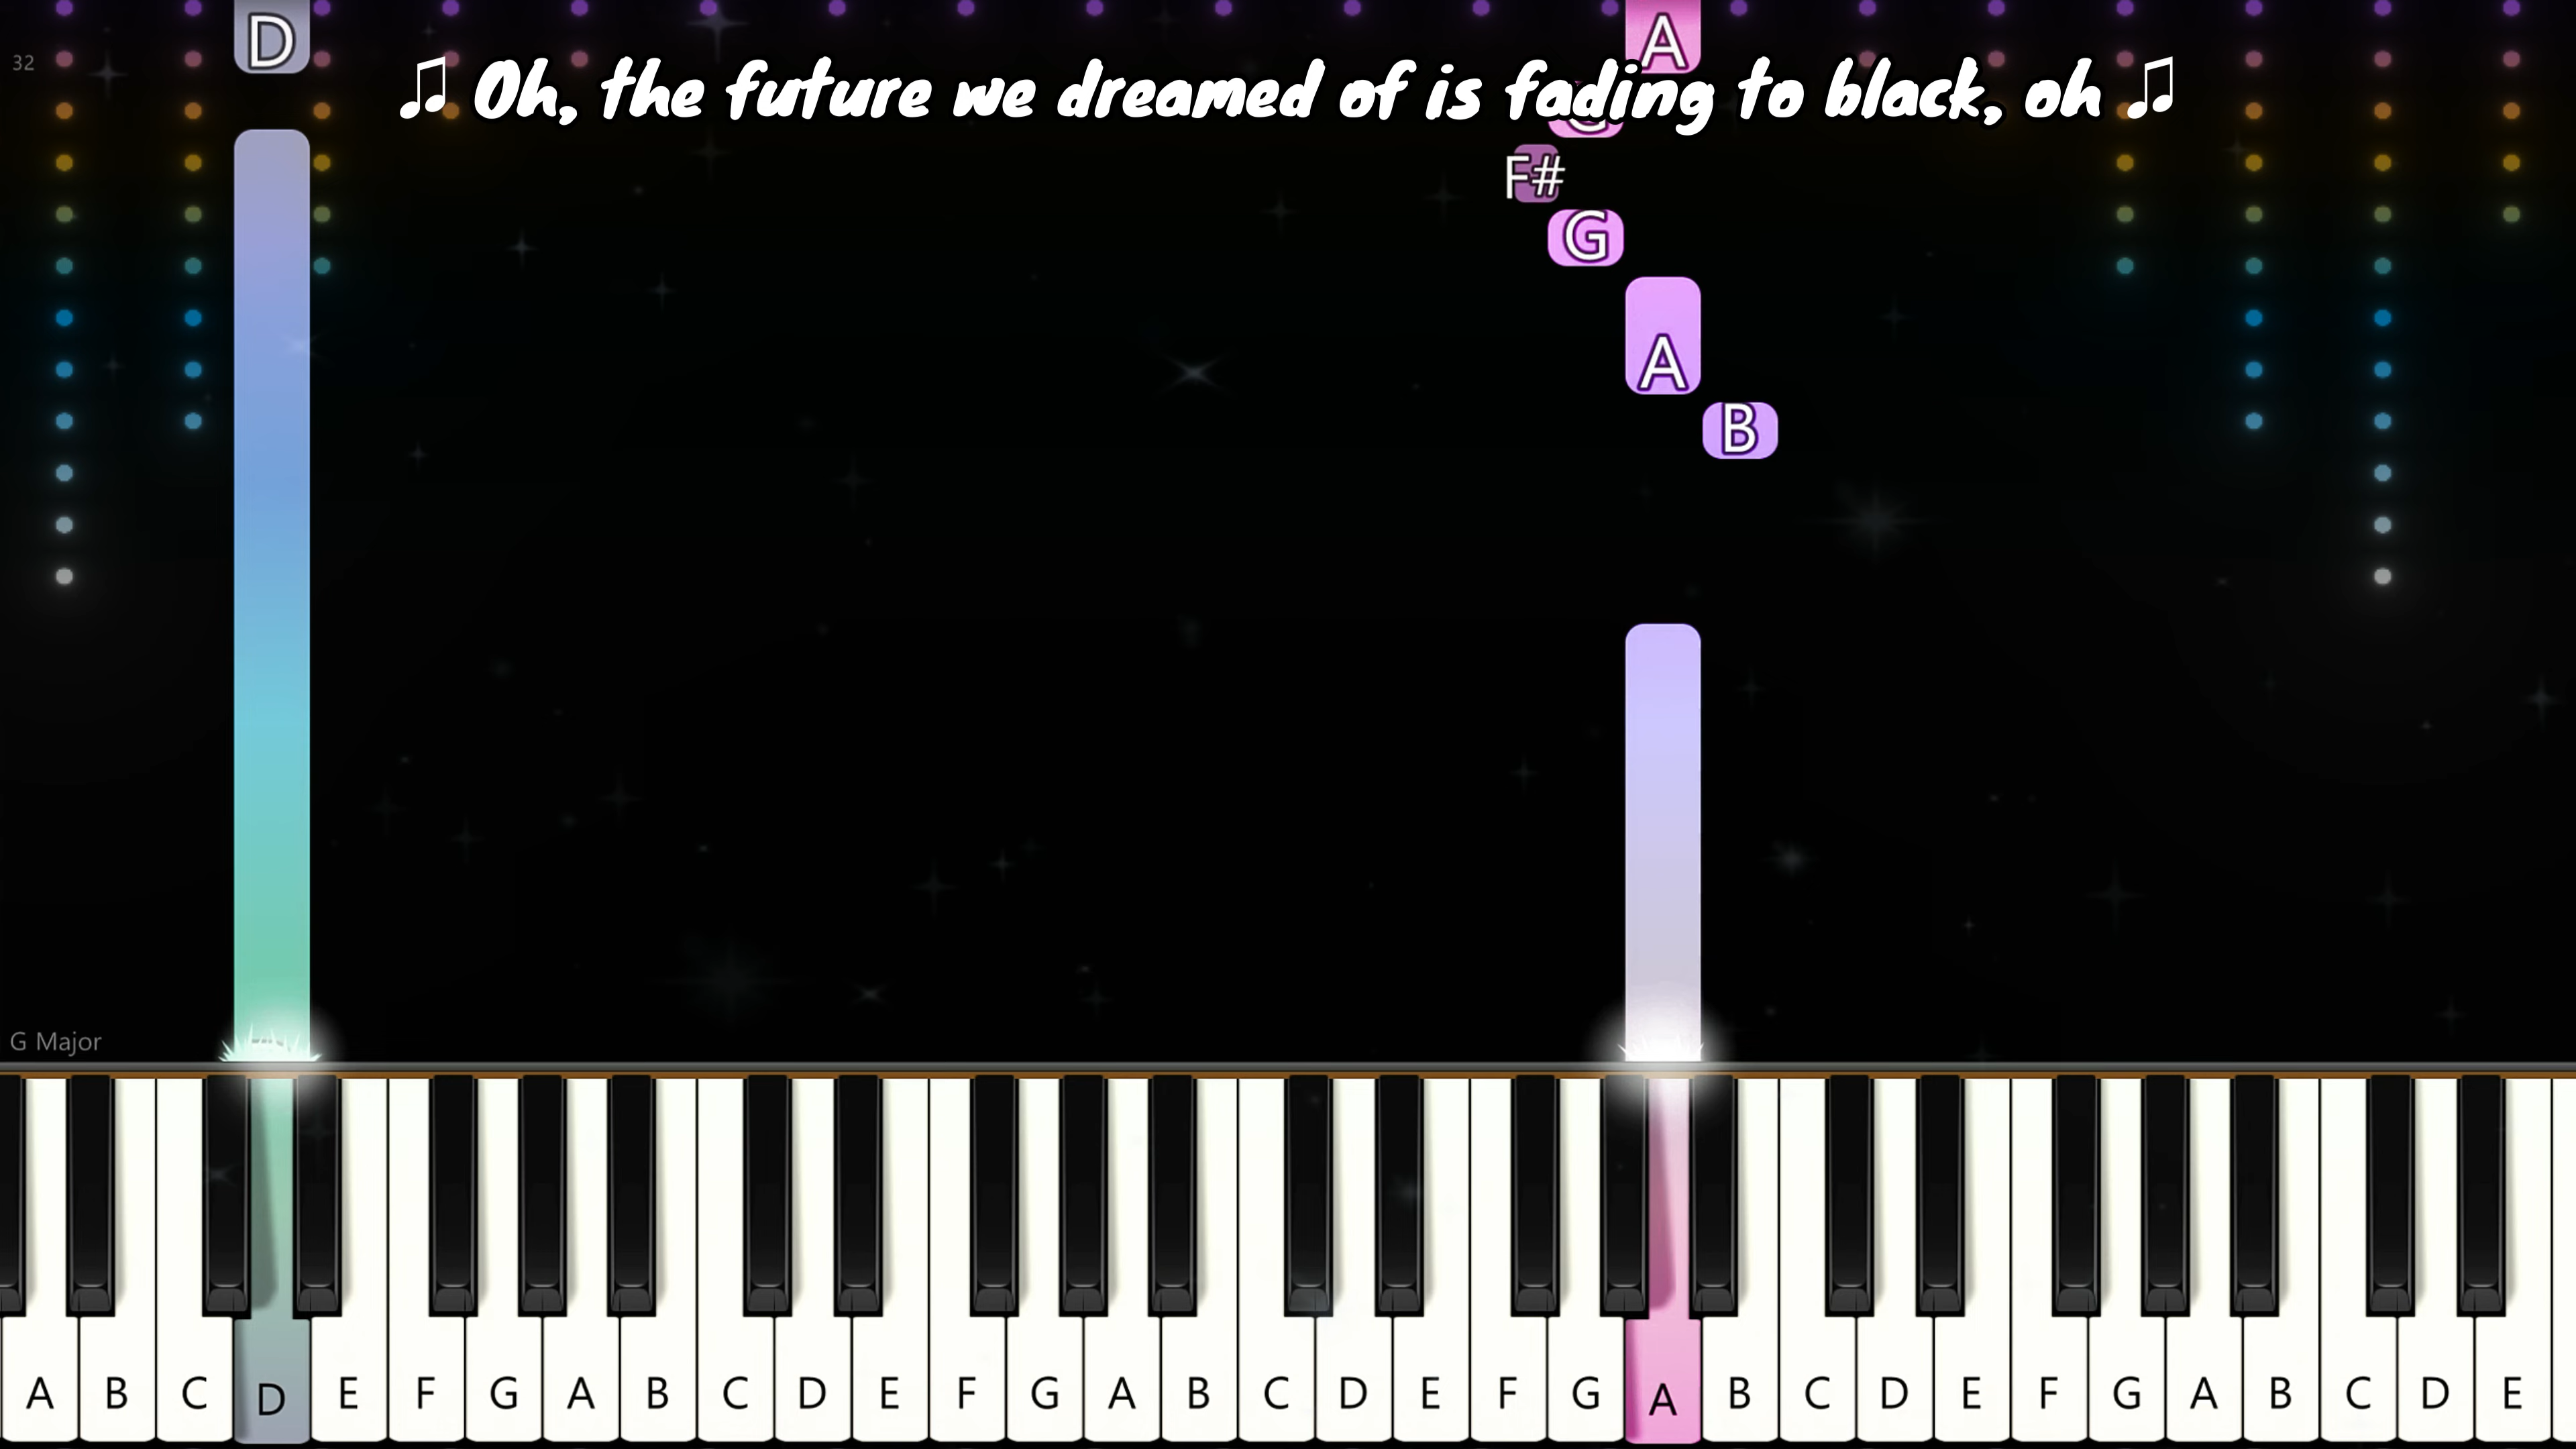 D
A
32
♫ Oh, the future we dreamed of is fading to black, oh ♫
G
F#
G
A
B
G Major
A B C D E F G A B C D E F G A B C D E F G A B C D E F G A B C D E